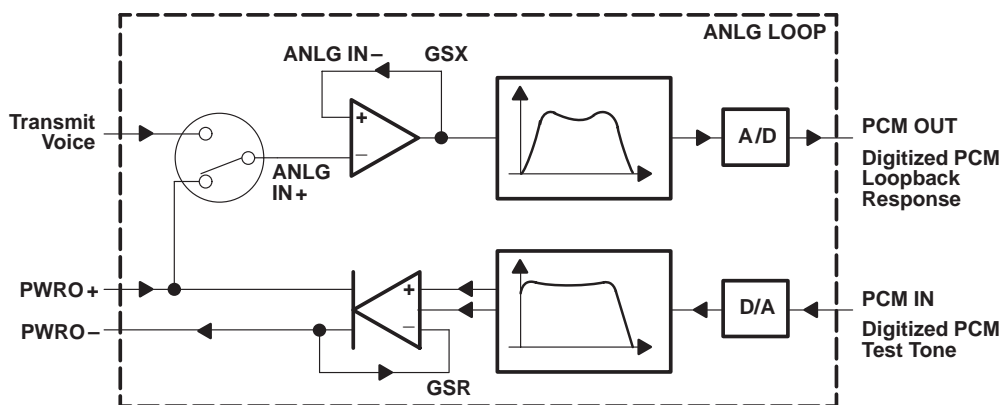 ANLG LOOP
ANLG IN−
GSX
Transmit
Voice
+
−
ANLG
IN+
A/D
PCM OUT
Digitized PCM
Loopback
Response
PWRO+
PWRO−
+
−
GSR
D/A
PCM IN
Digitized PCM
Test Tone